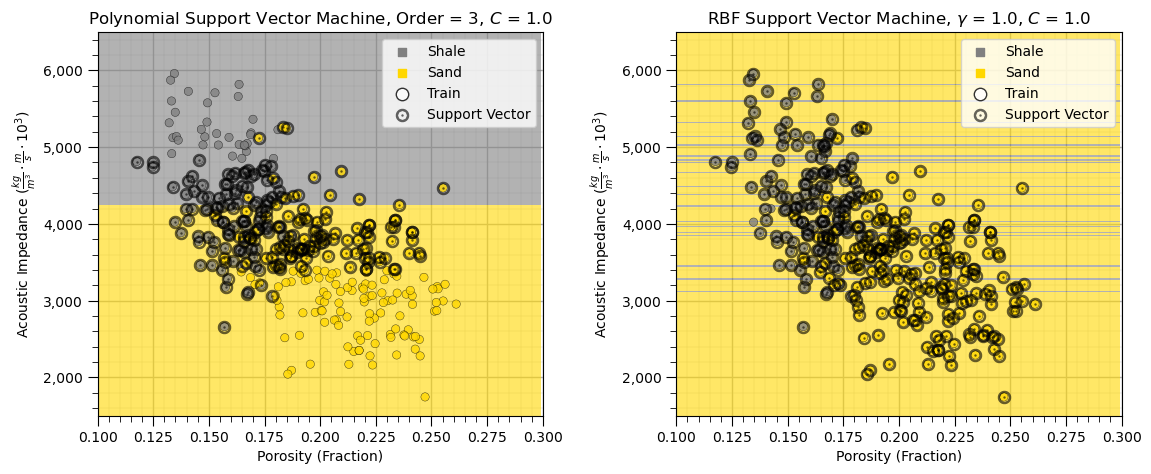 Polynomial Support Vector Machine, Order = 3, C = 1.0
Shale
Sand
Train
Support Vector
6,000
5,000
4,000
3,000
2,000
Acoustic Impedance (kg/m³ · m/s · 10³)
0.100 0.125 0.150 0.175 0.200 0.225 0.250 0.275 0.300
Porosity (Fraction)
RBF Support Vector Machine, γ = 1.0, C = 1.0
Shale
Sand
Train
Support Vector
6,000
5,000
4,000
3,000
2,000
Acoustic Impedance (kg/m³ · m/s · 10³)
0.100 0.125 0.150 0.175 0.200 0.225 0.250 0.275 0.300
Porosity (Fraction)